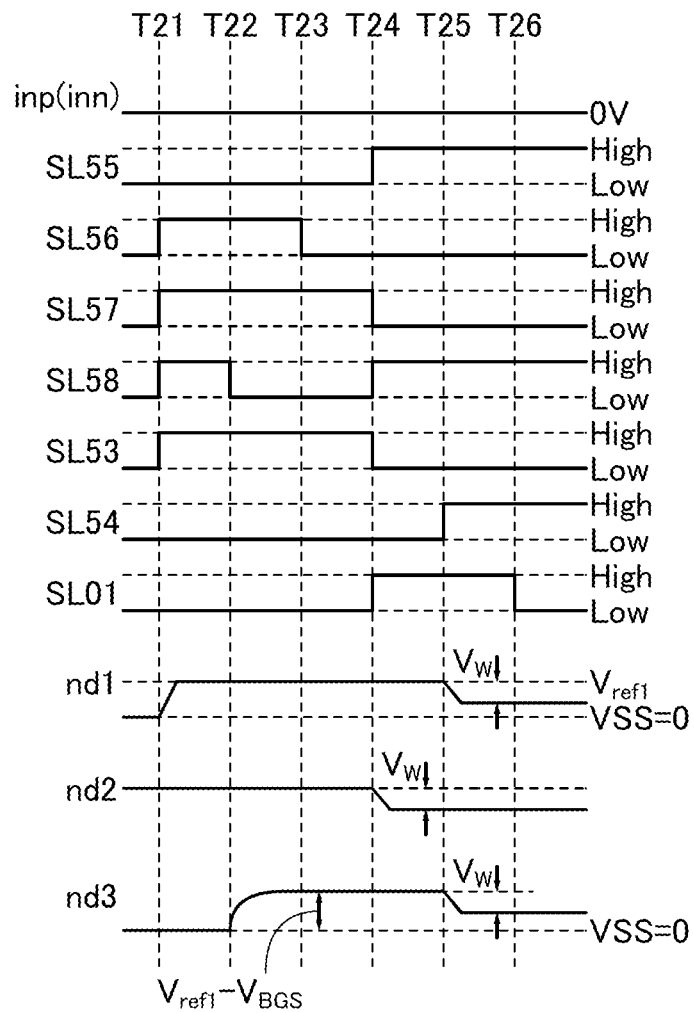 T21 T22 T23 T24 T25 T26
inp(inn) 0V
SL55 High
Low
SL56 High
Low
SL57 High
Low
SL58 High
Low
SL53 High
Low
SL54 High
Low
SL01 High
Low
nd1 VW Vref1
VSS=0
nd2 VW
nd3 VW
VSS=0
Vref1-VBGS